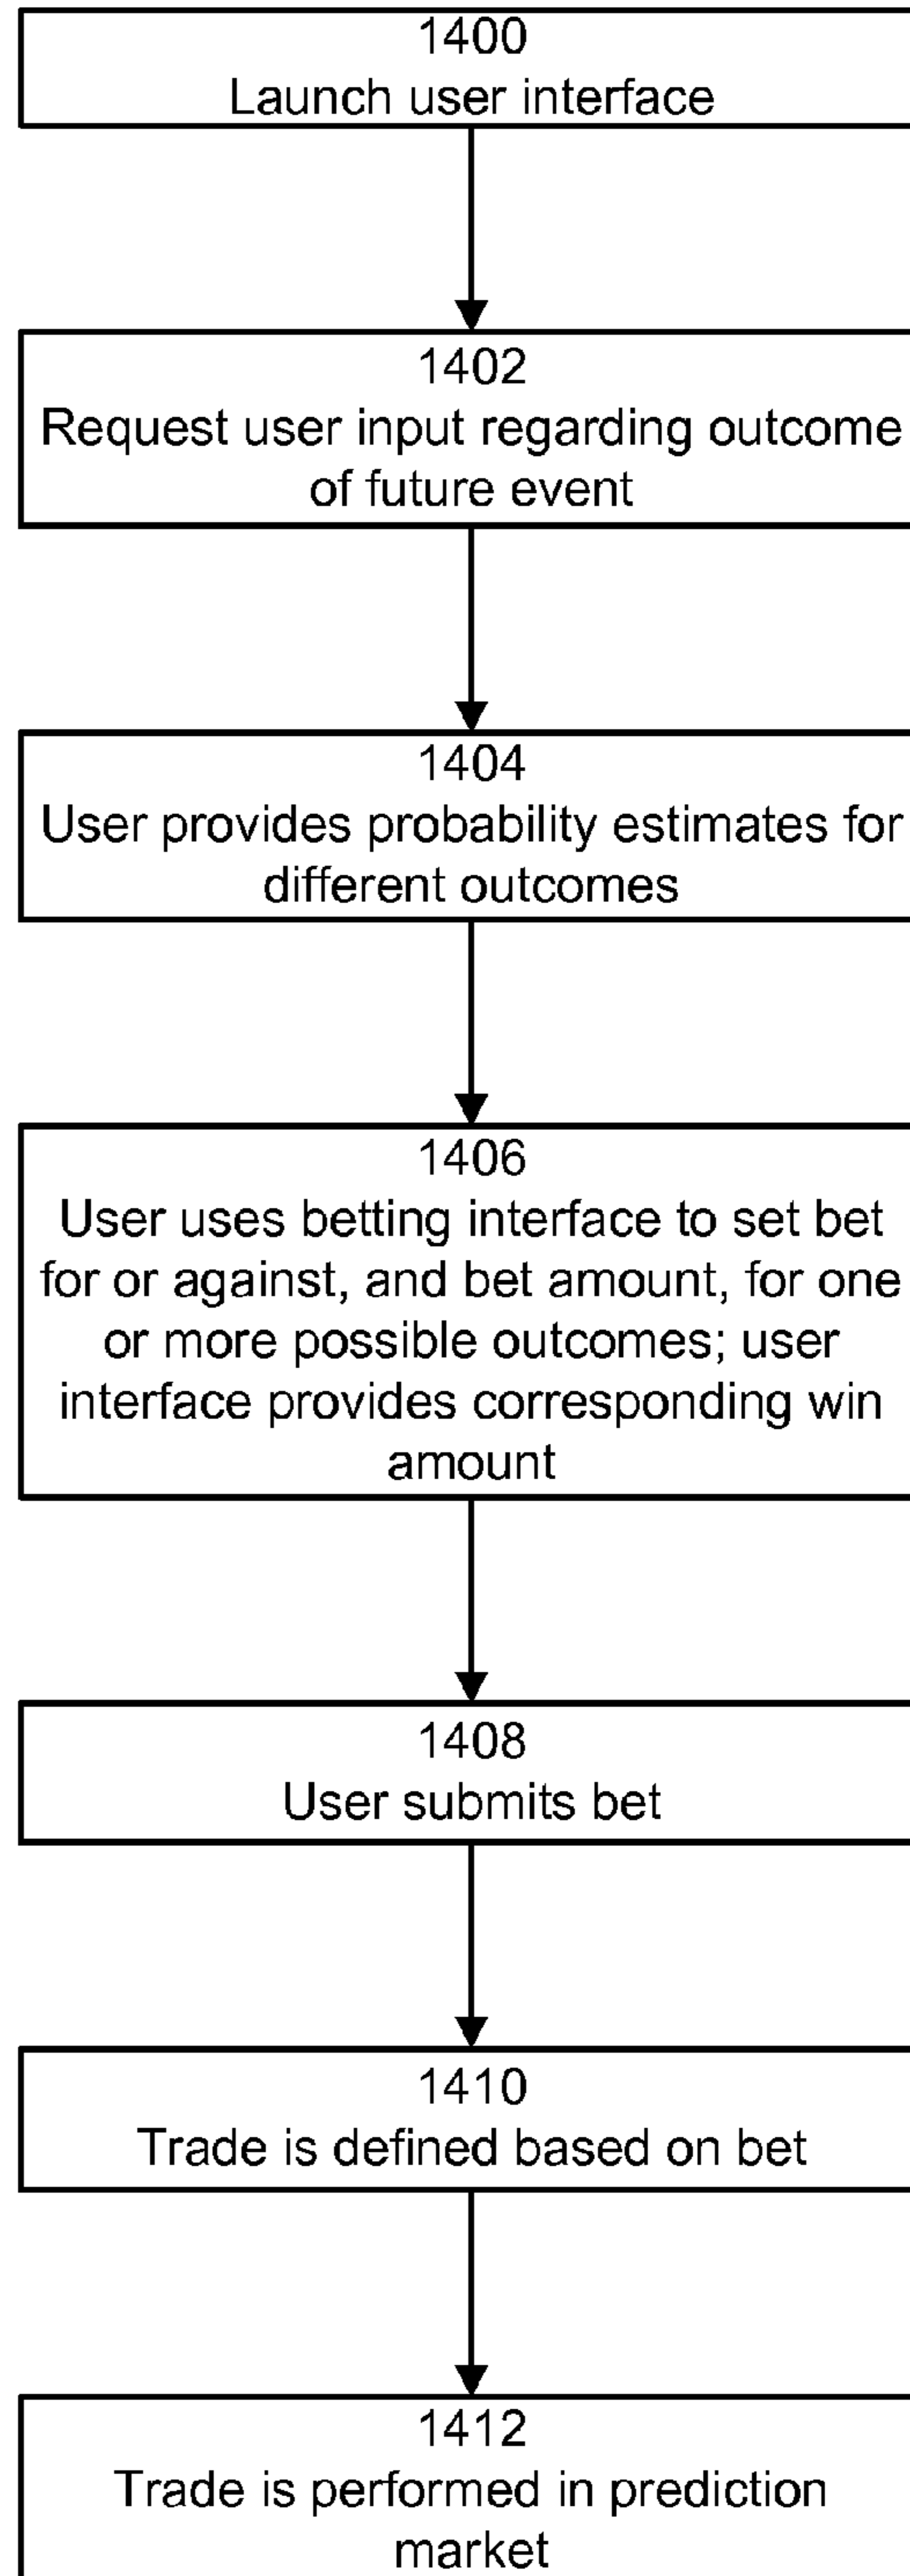 1400
Launch user interface
1402
Request user input regarding outcome
of future event
1404
User provides probability estimates for
different outcomes
1406
User uses betting interface to set bet
for or against, and bet amount, for one
or more possible outcomes; user
interface provides corresponding win
amount
1408
User submits bet
1410
Trade is defined based on bet
1412
Trade is performed in prediction
market